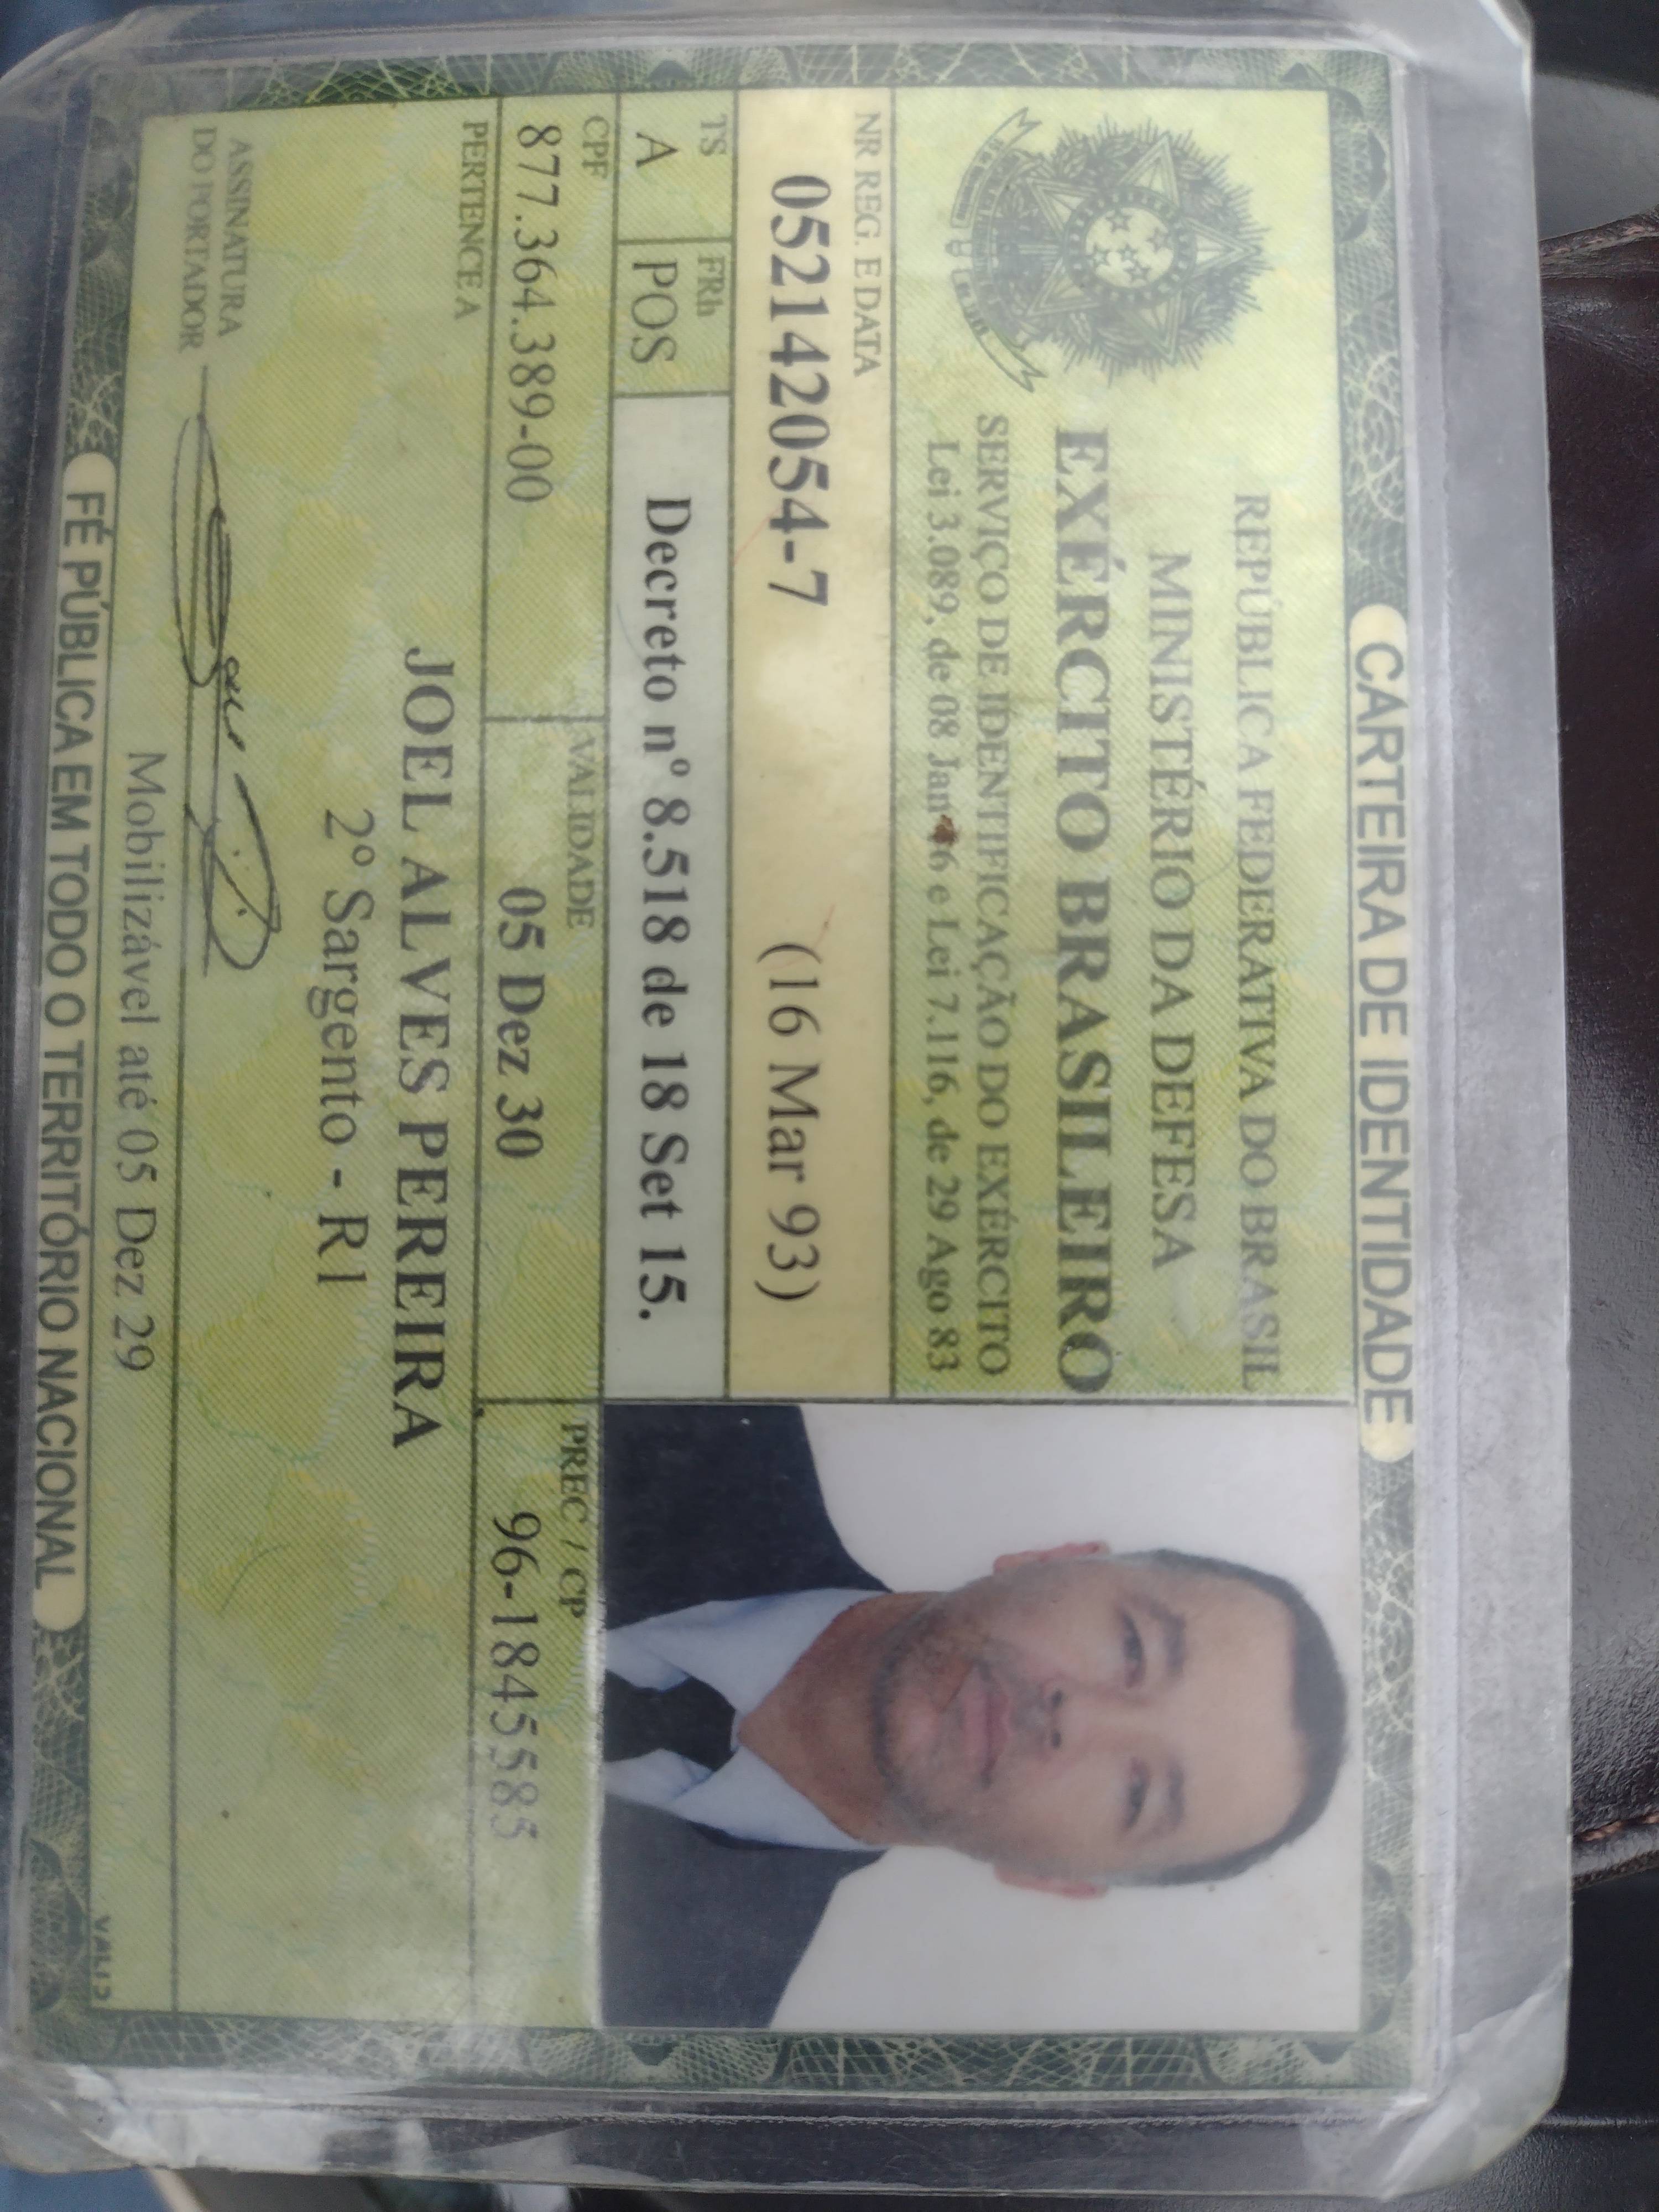 CARTEIRA DE IDENTIDADE
REPÚBLICA FEDERATIVA DO BRASIL
MINISTÉRIO DA DEFESA
EXÉRCITO BRASILEIRO
SERVIÇO DE IDENTIFICAÇÃO DO EXÉRCITO
Lei 3.089, de 08 Jan 6 e Lei 7.116, de 29 Ago 83
NR REG. E DATA
052142054-7 (16 Mar 93)
TS FRh
A POS Decreto nº 8.518 de 18 Set 15.
CPF VALIDADE PREC / CP
877.364.389-00 05 Dez 30 96-1845585
PERTENCE A
JOEL ALVES PEREIRA
2º Sargento - R1
ASSINATURA
DO PORTADOR
Mobilizável até 05 Dez 29
VALID
FÉ PÚBLICA EM TODO O TERRITÓRIO NACIONAL